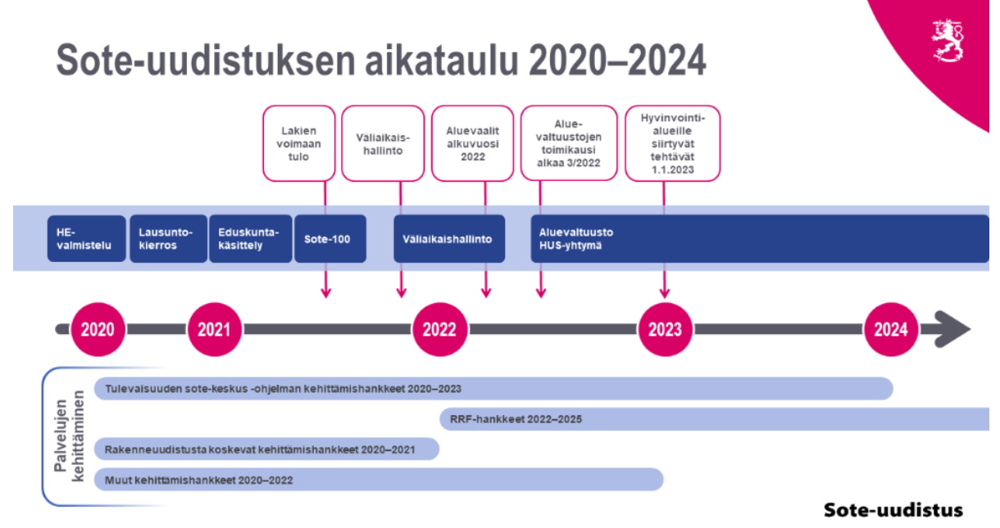 Sote-uudistuksen aikataulu 2020–2024
Lakien
voimaan
tulo
Väliaikais-
hallinto
Aluevaalit
alkuvuosi
2022
Alue-
valtuustojen
toimikausi
alkaa 3/2022
Hyvinvointi-
alueille
siirtyvät
tehtävät
1.1.2023
HE-
valmistelu
Lausunto-
kierros
Eduskunta-
käsittely
Sote-100
Väliaikaishallinto
Aluevaltuusto
HUS-yhtymä
2020
2021
2022
2023
2024
Palvelujen
kehittäminen
Tulevaisuuden sote-keskus -ohjelman kehittämishankkeet 2020–2023
RRF-hankkeet 2022–2025
Rakenneuudistusta koskevat kehittämishankkeet 2020–2021
Muut kehittämishankkeet 2020–2022
Sote-uudistus